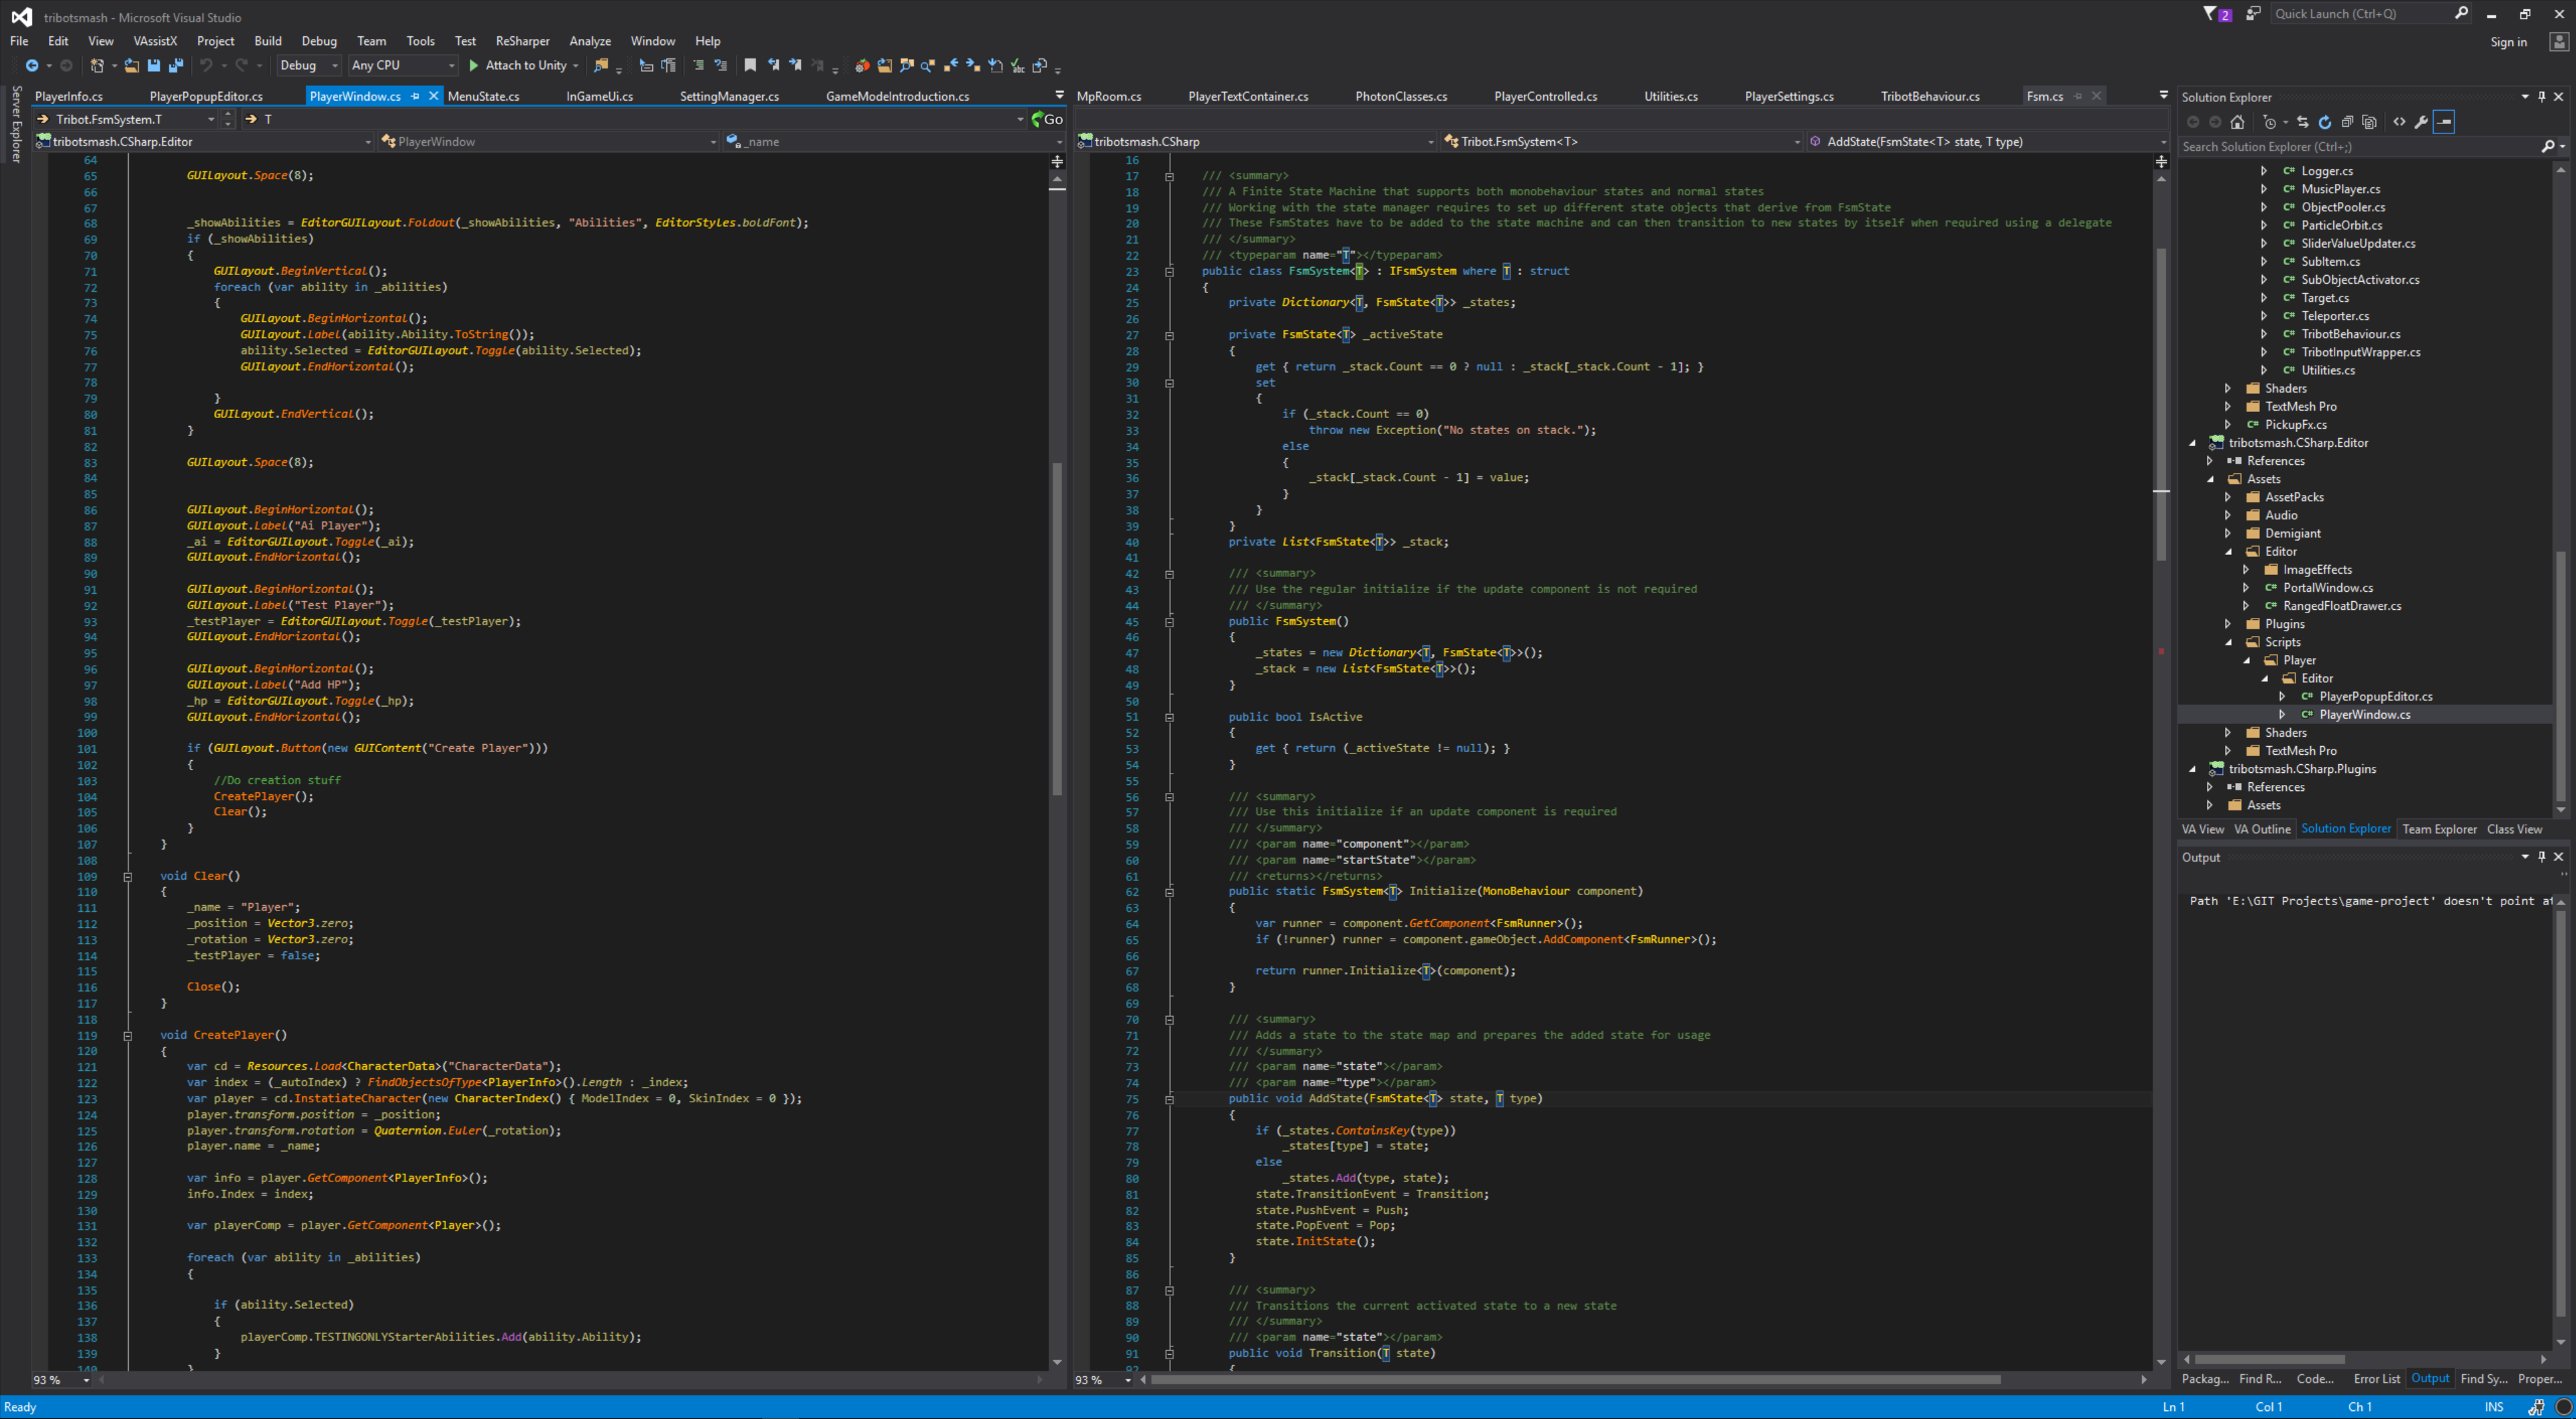 tribotsmash - Microsoft Visual Studio
2
Quick Launch (Ctrl+Q)
File Edit View VAssistX Project Build Debug Team Tools Test ReSharper Analyze Window Help
Sign in
Debug Any CPU Attach to Unity
Server Explorer
PlayerInfo.cs PlayerPopupEditor.cs PlayerWindow.cs MenuState.cs InGameUi.cs SettingManager.cs GameModeIntroduction.cs
Tribot.FsmSystem.T T Go
tribotsmash.CSharp.Editor PlayerWindow _name
64
65 GUILayout.Space(8);
66
67
68 _showAbilities = EditorGUILayout.Foldout(_showAbilities, "Abilities", EditorStyles.boldFont);
69 if (_showAbilities)
70 {
71 GUILayout.BeginVertical();
72 foreach (var ability in _abilities)
73 {
74 GUILayout.BeginHorizontal();
75 GUILayout.Label(ability.Ability.ToString());
76 ability.Selected = EditorGUILayout.Toggle(ability.Selected);
77 GUILayout.EndHorizontal();
78
79 }
80 GUILayout.EndVertical();
81 }
82
83 GUILayout.Space(8);
84
85
86 GUILayout.BeginHorizontal();
87 GUILayout.Label("Ai Player");
88 _ai = EditorGUILayout.Toggle(_ai);
89 GUILayout.EndHorizontal();
90
91 GUILayout.BeginHorizontal();
92 GUILayout.Label("Test Player");
93 _testPlayer = EditorGUILayout.Toggle(_testPlayer);
94 GUILayout.EndHorizontal();
95
96 GUILayout.BeginHorizontal();
97 GUILayout.Label("Add HP");
98 _hp = EditorGUILayout.Toggle(_hp);
99 GUILayout.EndHorizontal();
100
101 if (GUILayout.Button(new GUIContent("Create Player")))
102 {
103 //Do creation stuff
104 CreatePlayer();
105 Clear();
106 }
107 }
108
109 void Clear()
110 {
111 _name = "Player";
112 _position = Vector3.zero;
113 _rotation = Vector3.zero;
114 _testPlayer = false;
115
116 Close();
117 }
118
119 void CreatePlayer()
120 {
121 var cd = Resources.Load<CharacterData>("CharacterData");
122 var index = (_autoIndex) ? FindObjectsOfType<PlayerInfo>().Length : _index;
123 var player = cd.InstatiateCharacter(new CharacterIndex() { ModelIndex = 0, SkinIndex = 0 });
124 player.transform.position = _position;
125 player.transform.rotation = Quaternion.Euler(_rotation);
126 player.name = _name;
127
128 var info = player.GetComponent<PlayerInfo>();
129 info.Index = index;
130
131 var playerComp = player.GetComponent<Player>();
132
133 foreach (var ability in _abilities)
134 {
135
136 if (ability.Selected)
137 {
138 playerComp.TESTINGONLYStarterAbilities.Add(ability.Ability);
139 }
140 }
93 %
MpRoom.cs PlayerTextContainer.cs PhotonClasses.cs PlayerControlled.cs Utilities.cs PlayerSettings.cs TribotBehaviour.cs Fsm.cs
tribotsmash.CSharp Tribot.FsmSystem<T> AddState(FsmState<T> state, T type)
16
17 /// <summary>
18 /// A Finite State Machine that supports both monobehaviour states and normal states
19 /// Working with the state manager requires to set up different state objects that derive from FsmState
20 /// These FsmStates have to be added to the state machine and can then transition to new states by itself when required using a delegate
21 /// </summary>
22 /// <typeparam name="T"></typeparam>
23 public class FsmSystem<T> : IFsmSystem where T : struct
24 {
25 private Dictionary<T, FsmState<T>> _states;
26
27 private FsmState<T> _activeState
28 {
29 get { return _stack.Count == 0 ? null : _stack[_stack.Count - 1]; }
30 set
31 {
32 if (_stack.Count == 0)
33 throw new Exception("No states on stack.");
34 else
35 {
36 _stack[_stack.Count - 1] = value;
37 }
38 }
39 }
40 private List<FsmState<T>> _stack;
41
42 /// <summary>
43 /// Use the regular initialize if the update component is not required
44 /// </summary>
45 public FsmSystem()
46 {
47 _states = new Dictionary<T, FsmState<T>>();
48 _stack = new List<FsmState<T>>();
49 }
50
51 public bool IsActive
52 {
53 get { return (_activeState != null); }
54 }
55
56 /// <summary>
57 /// Use this initialize if an update component is required
58 /// </summary>
59 /// <param name="component"></param>
60 /// <param name="startState"></param>
61 /// <returns></returns>
62 public static FsmSystem<T> Initialize(MonoBehaviour component)
63 {
64 var runner = component.GetComponent<FsmRunner>();
65 if (!runner) runner = component.gameObject.AddComponent<FsmRunner>();
66
67 return runner.Initialize<T>(component);
68 }
69
70 /// <summary>
71 /// Adds a state to the state map and prepares the added state for usage
72 /// </summary>
73 /// <param name="state"></param>
74 /// <param name="type"></param>
75 public void AddState(FsmState<T> state, T type)
76 {
77 if (_states.ContainsKey(type))
78 _states[type] = state;
79 else
80 _states.Add(type, state);
81 state.TransitionEvent = Transition;
82 state.PushEvent = Push;
83 state.PopEvent = Pop;
84 state.InitState();
85 }
86
87 /// <summary>
88 /// Transitions the current activated state to a new state
89 /// </summary>
90 /// <param name="state"></param>
91 public void Transition(T state)
92 {
93 %
Solution Explorer
Search Solution Explorer (Ctrl+;)
C# Logger.cs
C# MusicPlayer.cs
C# ObjectPooler.cs
C# ParticleOrbit.cs
C# SliderValueUpdater.cs
C# SubItem.cs
C# SubObjectActivator.cs
C# Target.cs
C# Teleporter.cs
C# TribotBehaviour.cs
C# TribotInputWrapper.cs
C# Utilities.cs
Shaders
TextMesh Pro
C# PickupFx.cs
tribotsmash.CSharp.Editor
References
Assets
AssetPacks
Audio
Demigiant
Editor
ImageEffects
C# PortalWindow.cs
C# RangedFloatDrawer.cs
Plugins
Scripts
Player
Editor
C# PlayerPopupEditor.cs
C# PlayerWindow.cs
Shaders
TextMesh Pro
tribotsmash.CSharp.Plugins
References
Assets
VA View VA Outline Solution Explorer Team Explorer Class View
Output
Path 'E:\GIT Projects\game-project' doesn't point at
Packag... Find R... Code... Error List Output Find Sy... Proper...
Ready Ln 1 Col 1 Ch 1 INS